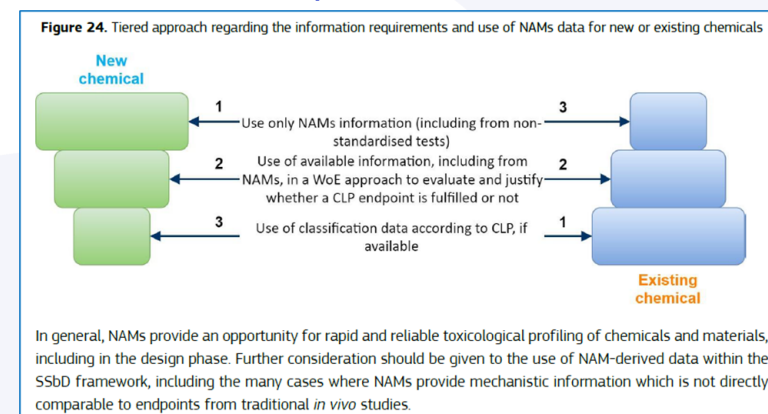 Figure 24. Tiered approach regarding the information requirements and use of NAMs data for new or existing chemicals
New
chemical
1
3
Use only NAMs information (including from non-
standardised tests)
2
Use of available information, including from
2
NAMs, in a WoE approach to evaluate and justify
whether a CLP endpoint is fulfilled or not
3
Use of classification data according to CLP, if
1
available
Existing
chemical
In general, NAMs provide an opportunity for rapid and reliable toxicological profiling of chemicals and materials,
including in the design phase. Further consideration should be given to the use of NAM-derived data within the
SSbD framework, including the many cases where NAMs provide mechanistic information which is not directly
comparable to endpoints from traditional in vivo studies.